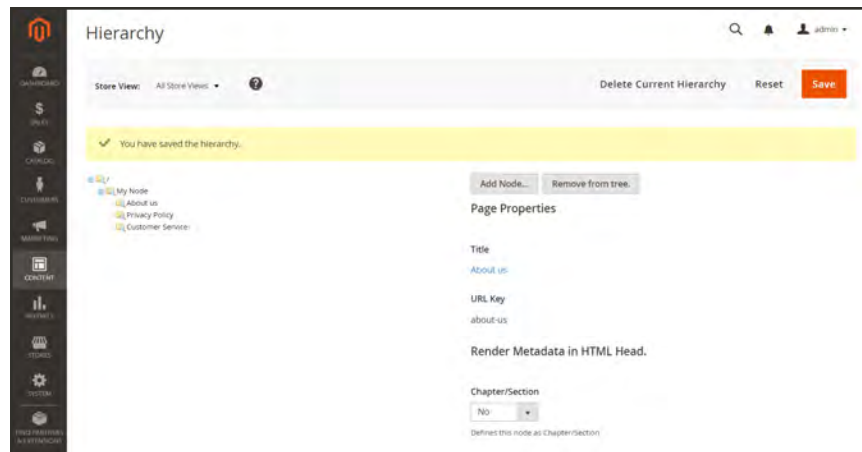 Hierarchy
admin
DASHBOARD
SALES
CATALOG
CUSTOMERS
MARKETING
CONTENT
REPORTS
STORES
SYSTEM
FIND PARTNERS
& EXTENSIONS
Store View: All Store Views
Delete Current Hierarchy Reset Save
You have saved the hierarchy.
/
My Node
About us
Privacy Policy
Customer Service
Add Node... Remove from tree.
Page Properties
Title
About us
URL Key
about-us
Render Metadata in HTML Head.
Chapter/Section
No
Defines this node as Chapter/Section